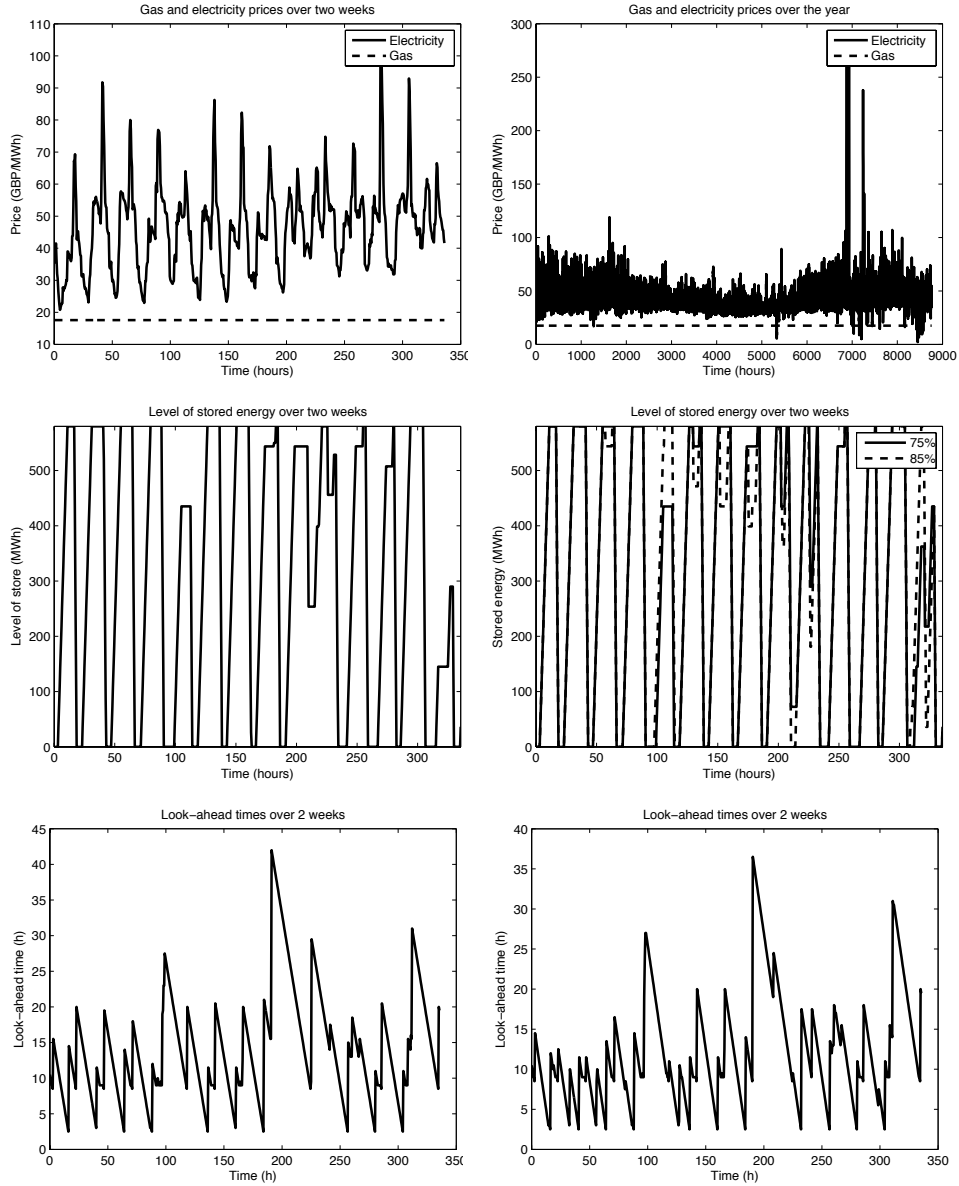 Gas and electricity prices over two weeks
110
100
90
80
70
60
50
40
30
20
10
Price (GBP/MWh)
Electricity
Gas
0 50 100 150 200 250 300 350
Time (hours)
Gas and electricity prices over the year
300
250
200
150
100
50
0
Price (GBP/MWh)
Electricity
Gas
0 1000 2000 3000 4000 5000 6000 7000 8000 9000
Time (hours)
Level of stored energy over two weeks
500
400
300
200
100
0
Level of store (MWh)
0 50 100 150 200 250 300
Time (hours)
Level of stored energy over two weeks
500
400
300
200
100
0
Stored energy (MWh)
75%
85%
0 50 100 150 200 250 300
Time (hours)
Look−ahead times over 2 weeks
45
40
35
30
25
20
15
10
5
0
Look−ahead time (h)
0 50 100 150 200 250 300 350
Time (h)
Look−ahead times over 2 weeks
40
35
30
25
20
15
10
5
0
Look−ahead time (h)
0 50 100 150 200 250 300 350
Time (h)